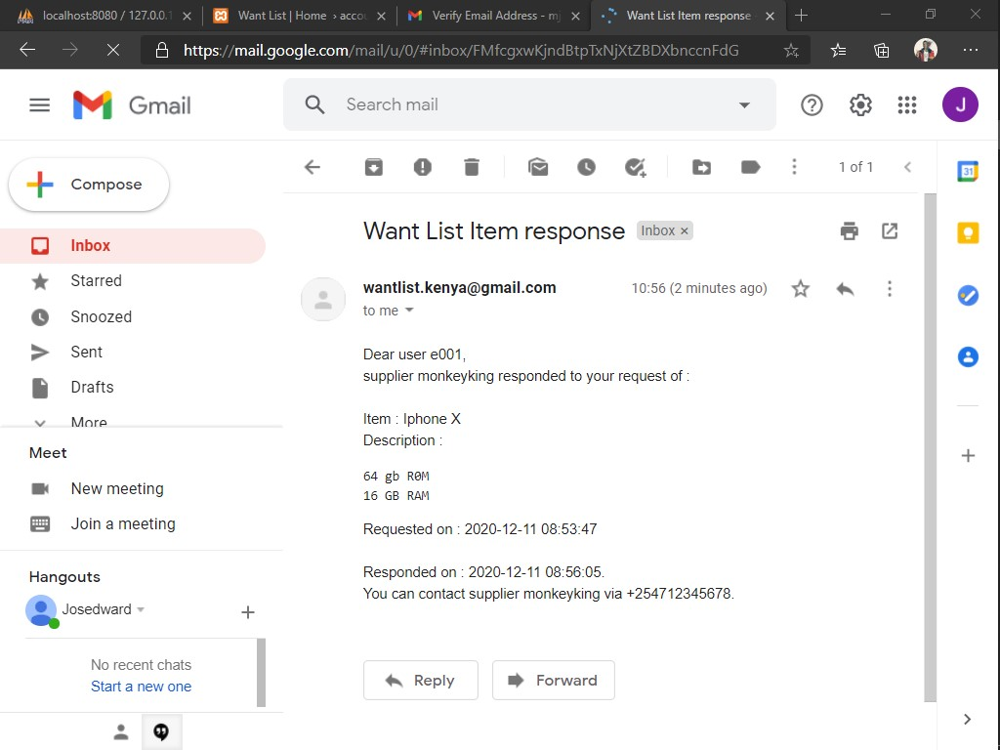 localhost:8080 / 127.0.0.1
Want List | Home › accou
Verify Email Address - mj
Want List Item response -
https://mail.google.com/mail/u/0/#inbox/FMfcgxwKjndBtpTxNjXtZBDXbnccnFdG
Gmail
Search mail
J
Compose
1 of 1
31
Inbox
Starred
Snoozed
Sent
Drafts
More
Want List Item response
Inbox ×
wantlist.kenya@gmail.com
10:56 (2 minutes ago)
to me
Dear user e001,
supplier monkeyking responded to your request of :
Item : Iphone X
Description :
64 gb R0M
16 GB RAM
Requested on : 2020-12-11 08:53:47
Responded on : 2020-12-11 08:56:05.
You can contact supplier monkeyking via +254712345678.
Reply
Forward
Meet
New meeting
Join a meeting
Hangouts
Josedward
No recent chats
Start a new one